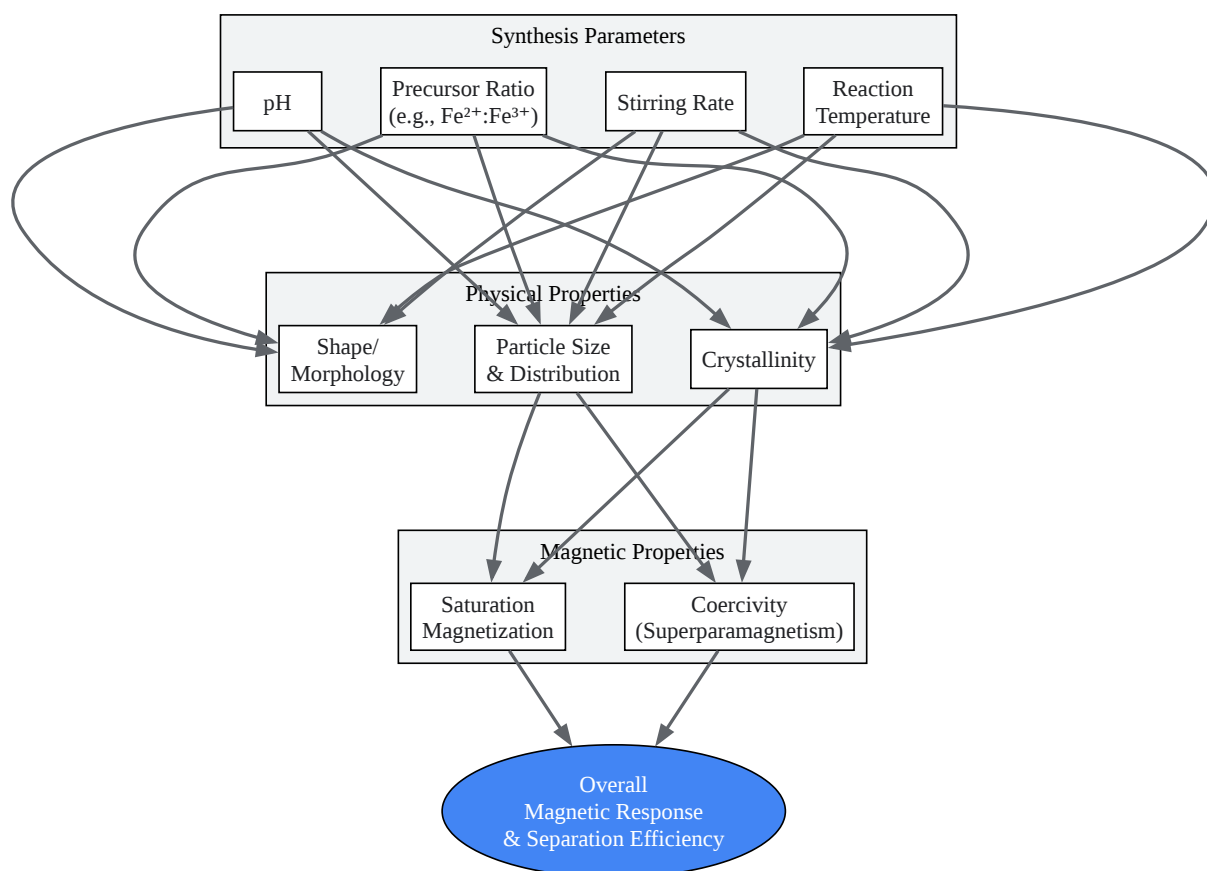 Synthesis Parameters
pH
Precursor Ratio
(e.g., Fe²⁺:Fe³⁺)
Stirring Rate
Reaction
Temperature
Physical Properties
Shape/
Morphology
Particle Size
& Distribution
Crystallinity
Magnetic Properties
Saturation
Magnetization
Coercivity
(Superparamagnetism)
Overall
Magnetic Response
& Separation Efficiency